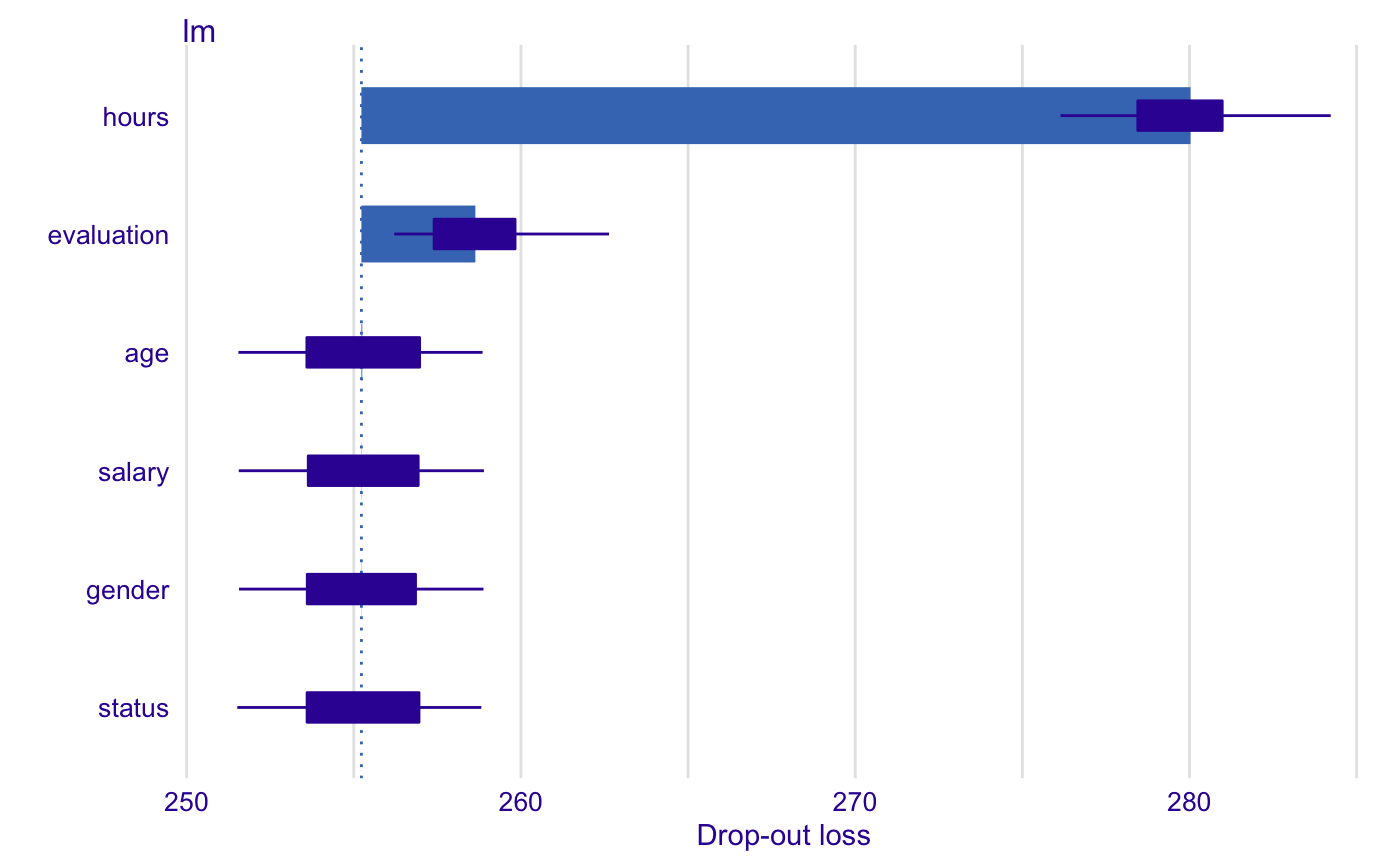 lm
hours
evaluation
age
salary
gender
status
250 260 270 280
Drop-out loss